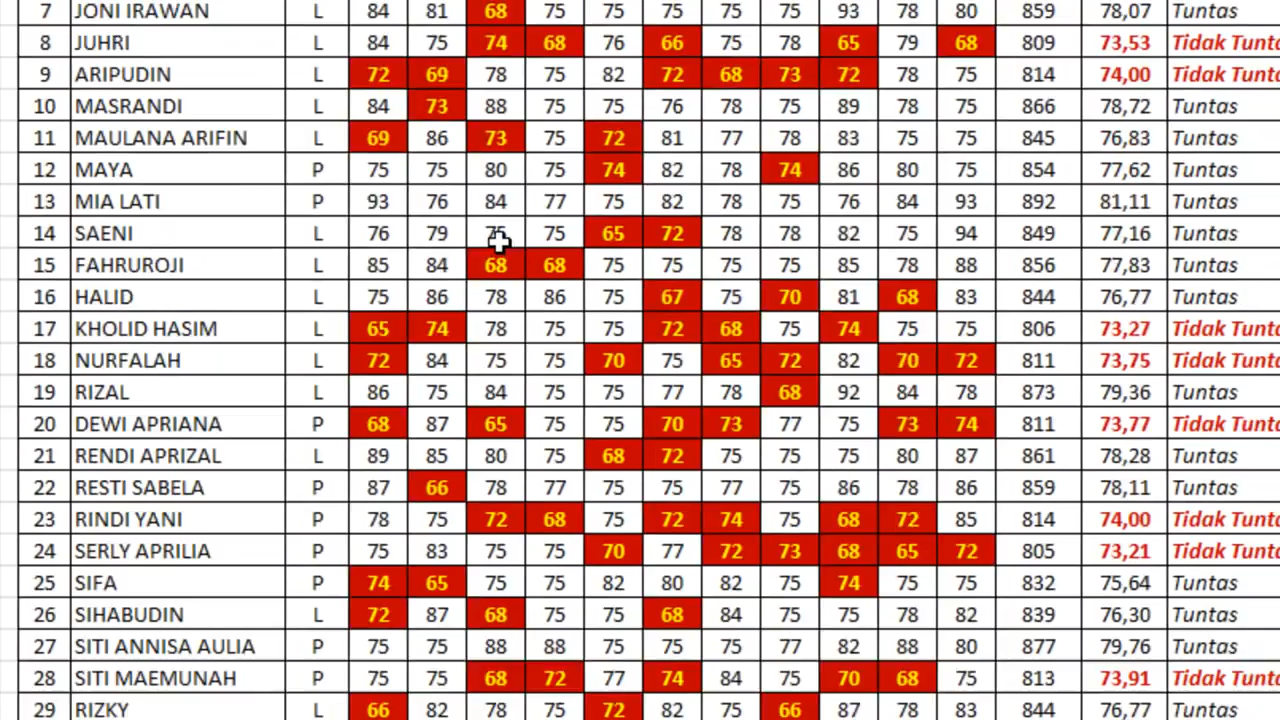 7 JONI IRAWAN L 84 81 68 75 75 75 75 75 93 78 80 859 78,07 Tuntas
8 JUHRI L 84 75 74 68 76 66 75 78 65 79 68 809 73,53 Tidak Tunta
9 ARIPUDIN L 72 69 78 75 82 72 68 73 72 78 75 814 74,00 Tidak Tunta
10 MASRANDI L 84 73 88 75 75 76 78 75 89 78 75 866 78,72 Tuntas
11 MAULANA ARIFIN L 69 86 73 75 72 81 77 78 83 75 75 845 76,83 Tuntas
12 MAYA P 75 75 80 75 74 82 78 74 86 80 75 854 77,62 Tuntas
13 MIA LATI P 93 76 84 77 75 82 78 75 76 84 93 892 81,11 Tuntas
14 SAENI L 76 79 75 75 65 72 78 78 82 75 94 849 77,16 Tuntas
15 FAHRUROJI L 85 84 68 68 75 75 75 75 85 78 88 856 77,83 Tuntas
16 HALID L 75 86 78 86 75 67 75 70 81 68 83 844 76,77 Tuntas
17 KHOLID HASIM L 65 74 78 75 75 72 68 75 74 75 75 806 73,27 Tidak Tunta
18 NURFALAH L 72 84 75 75 70 75 65 72 82 70 72 811 73,75 Tidak Tunta
19 RIZAL L 86 75 84 75 75 77 78 68 92 84 78 873 79,36 Tuntas
20 DEWI APRIANA P 68 87 65 75 75 70 73 77 75 73 74 811 73,77 Tidak Tunta
21 RENDI APRIZAL L 89 85 80 75 68 72 75 75 75 80 87 861 78,28 Tuntas
22 RESTI SABELA P 87 66 78 77 75 75 77 75 86 78 86 859 78,11 Tuntas
23 RINDI YANI P 78 75 72 68 75 72 74 75 68 72 85 814 74,00 Tidak Tunta
24 SERLY APRILIA P 75 83 75 75 70 77 72 73 68 65 72 805 73,21 Tidak Tunta
25 SIFA P 74 65 75 75 82 80 82 75 74 75 75 832 75,64 Tuntas
26 SIHABUDIN L 72 87 68 75 75 68 84 75 75 78 82 839 76,30 Tuntas
27 SITI ANNISA AULIA P 75 75 88 88 75 75 75 77 82 88 80 877 79,76 Tuntas
28 SITI MAEMUNAH P 75 75 68 72 77 74 84 75 70 68 75 813 73,91 Tidak Tunta
29 RIZKY L 66 82 78 75 72 82 75 66 87 78 83 844 76,77 Tuntas